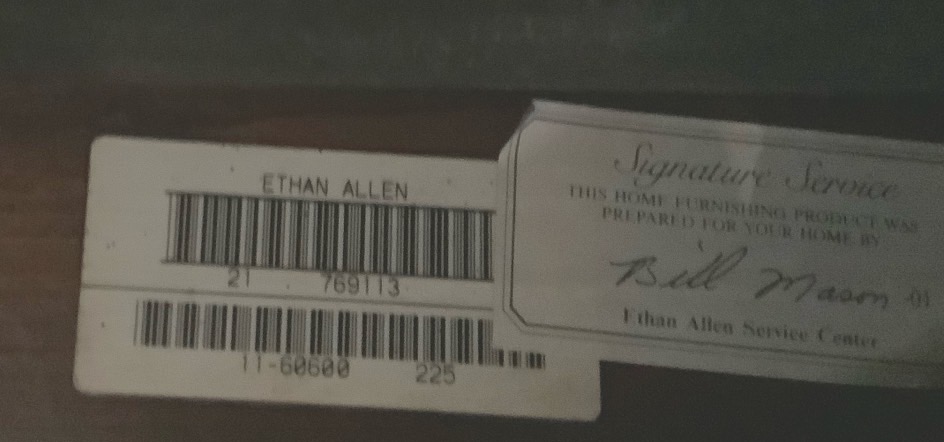 ETHAN ALLEN
21 769113
11-60600 225
Signature Service
THIS HOME FURNISHING PRODUCT WAS
PREPARED FOR YOUR HOME BY
Bill Mason -01
Ethan Allen Service Center